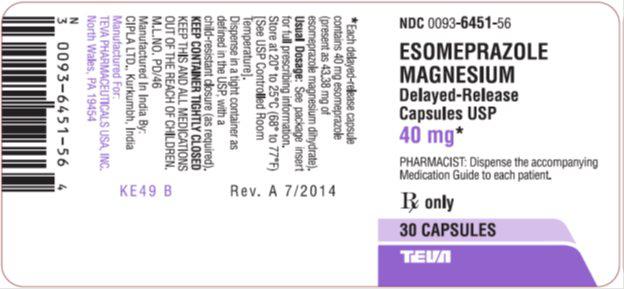 NDC 0093-6451-56
ESOMEPRAZOLE
MAGNESIUM
Delayed-Release
Capsules USP
40 mg*
PHARMACIST: Dispense the accompanying
Medication Guide to each patient.
Rx only
30 CAPSULES
TEVA
*Each delayed-release capsule
contains 40 mg esomeprazole
(present as 43.38 mg of
esomeprazole magnesium dihydrate).
Usual Dosage: See package insert
for full prescribing information.
Store at 20° to 25°C (68° to 77°F)
[See USP Controlled Room
Temperature].
Dispense in a tight container as
defined in the USP, with a
child-resistant closure (as required).
KEEP CONTAINER TIGHTLY CLOSED
KEEP THIS AND ALL MEDICATIONS
OUT OF THE REACH OF CHILDREN.
M.L. NO. PD/46
Manufactured In India By:
CIPLA LTD., Kurkumbh, India
Manufactured For:
TEVA PHARMACEUTICALS USA, INC.
North Wales, PA 19454
KE49 B
Rev. A 7/2014
3 0093-6451-56 4